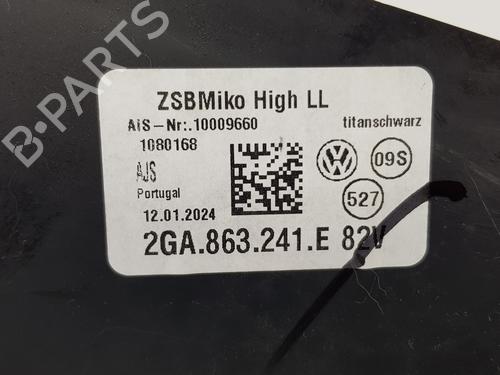 ZSBMiko High LL
AiS-Nr:.10009660 titanschwarz
1080168
AJS
Portugal
12.01.2024
VW 09S
527
2GA.863.241.E 82V
B-PARTS